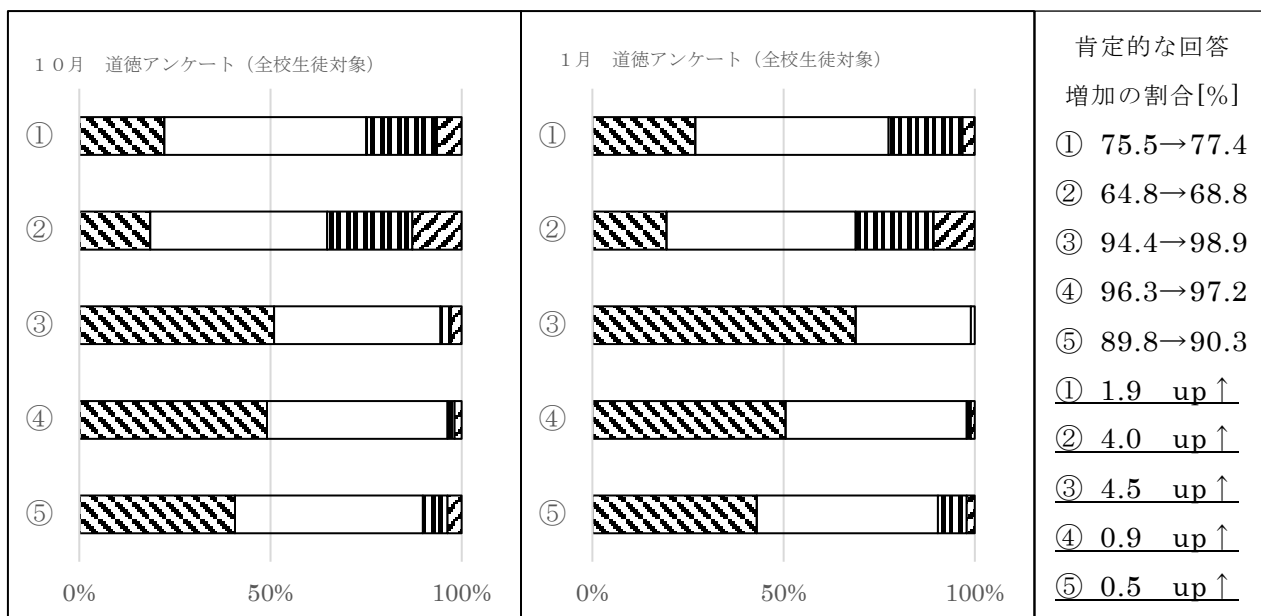 １０月　道徳アンケート（全校生徒対象）
①
②
③
④
⑤
0%
50%
100%
１月　道徳アンケート（全校生徒対象）
①
②
③
④
⑤
0%
50%
100%
肯定的な回答
増加の割合[%]
① 75.5→77.4
② 64.8→68.8
③ 94.4→98.9
④ 96.3→97.2
⑤ 89.8→90.3
① 1.9　up↑
② 4.0　up↑
③ 4.5　up↑
④ 0.9　up↑
⑤ 0.5　up↑